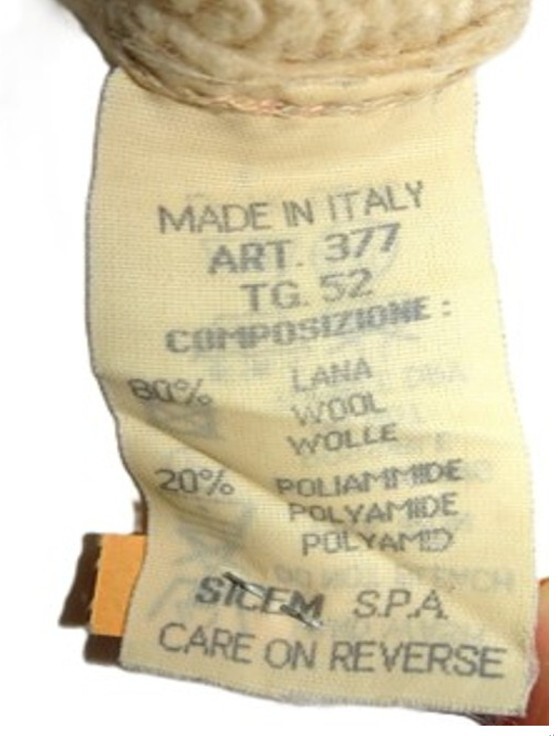 MADE IN ITALY
ART. 377
TG. 52
COMPOSIZIONE :
80% LANA
WOOL
WOLLE
20% POLIAMMIDE
POLYAMIDE
POLYAMID
SICEM S.P.A.
CARE ON REVERSE